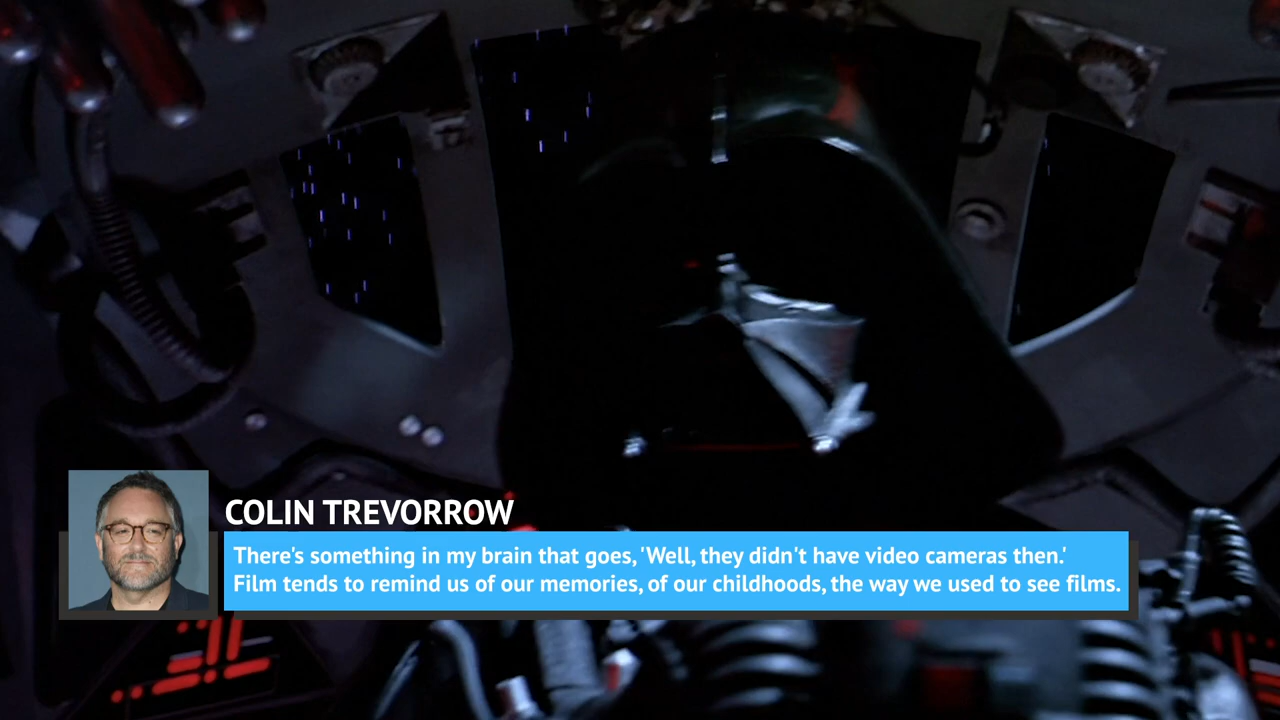 COLIN TREVORROW
There's something in my brain that goes, 'Well, they didn't have video cameras then.'
Film tends to remind us of our memories, of our childhoods, the way we used to see films.